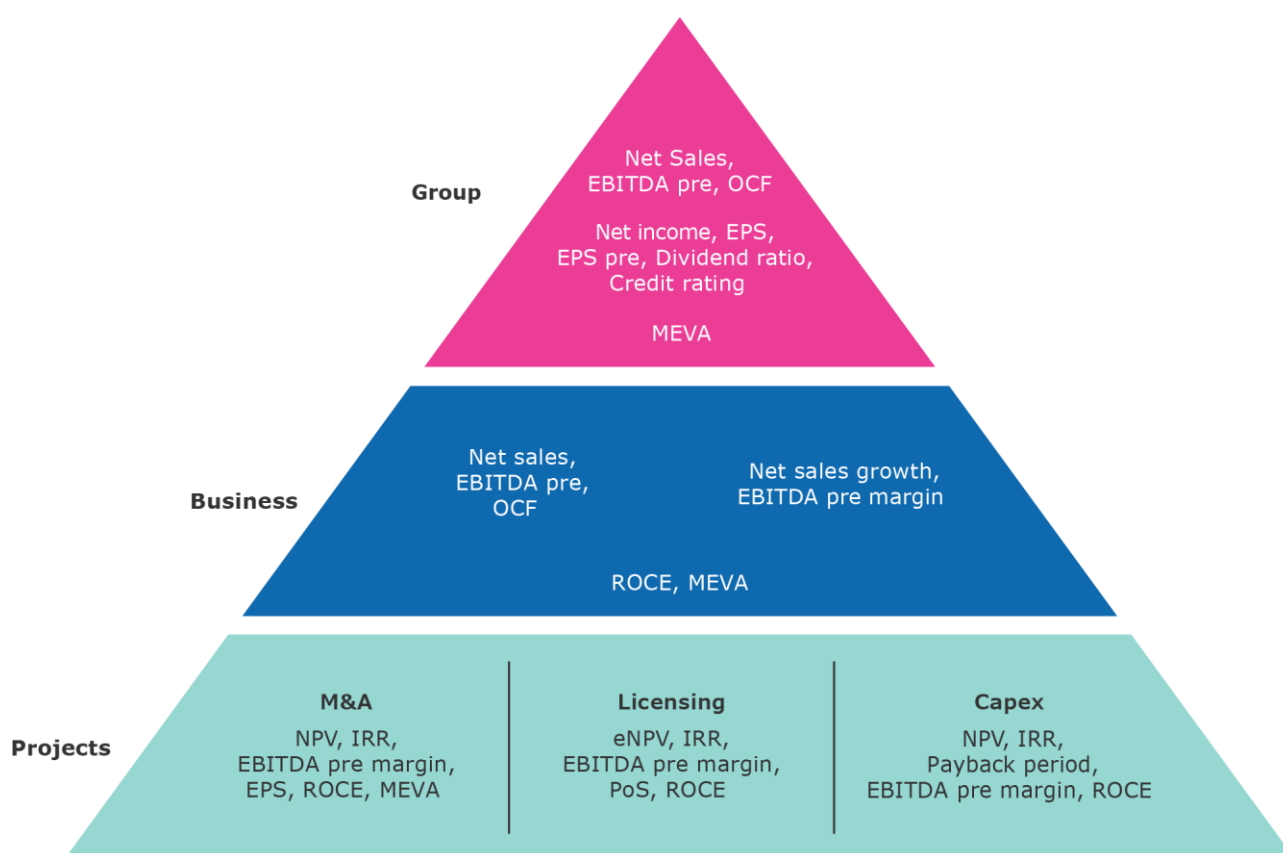 Group
Net Sales,
EBITDA pre, OCF
Net income, EPS,
EPS pre, Dividend ratio,
Credit rating
MEVA
Business
Net sales,
EBITDA pre,
OCF
Net sales growth,
EBITDA pre margin
ROCE, MEVA
Projects
M&A
NPV, IRR,
EBITDA pre margin,
EPS, ROCE, MEVA
Licensing
eNPV, IRR,
EBITDA pre margin,
PoS, ROCE
Capex
NPV, IRR,
Payback period,
EBITDA pre margin, ROCE